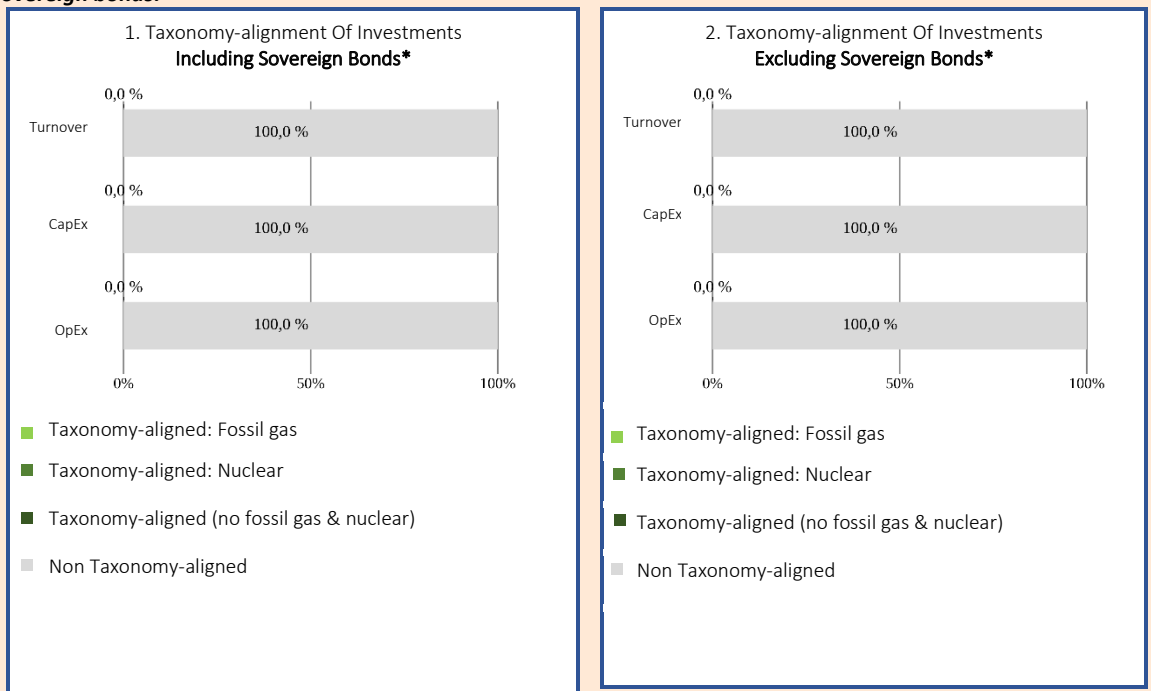 sovereign bonds.
1. Taxonomy-alignment Of Investments
Including Sovereign Bonds*
0,0 %
Turnover
100,0 %
0,0 %
CapEx
100,0 %
0,0 %
OpEx
100,0 %
0% 50% 100%
Taxonomy-aligned: Fossil gas
Taxonomy-aligned: Nuclear
Taxonomy-aligned (no fossil gas & nuclear)
Non Taxonomy-aligned
2. Taxonomy-alignment Of Investments
Excluding Sovereign Bonds*
0,0 %
Turnover
100,0 %
0,0 %
CapEx
100,0 %
0,0 %
OpEx
100,0 %
0% 50% 100%
Taxonomy-aligned: Fossil gas
Taxonomy-aligned: Nuclear
Taxonomy-aligned (no fossil gas & nuclear)
Non Taxonomy-aligned